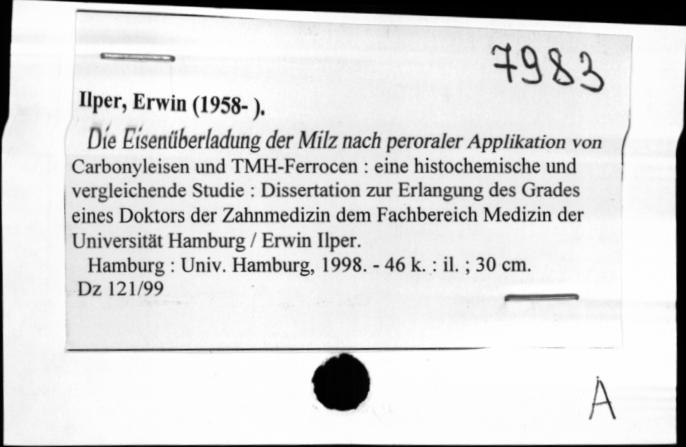 7983
Ilper, Erwin (1958- ).
Die Eisenüberladung der Milz nach peroraler Applikation von
Carbonyleisen und TMH-Ferrocen : eine histochemische und
vergleichende Studie : Dissertation zur Erlangung des Grades
eines Doktors der Zahnmedizin dem Fachbereich Medizin der
Universität Hamburg / Erwin Ilper.
Hamburg : Univ. Hamburg, 1998. - 46 k. : il. ; 30 cm.
Dz 121/99
A